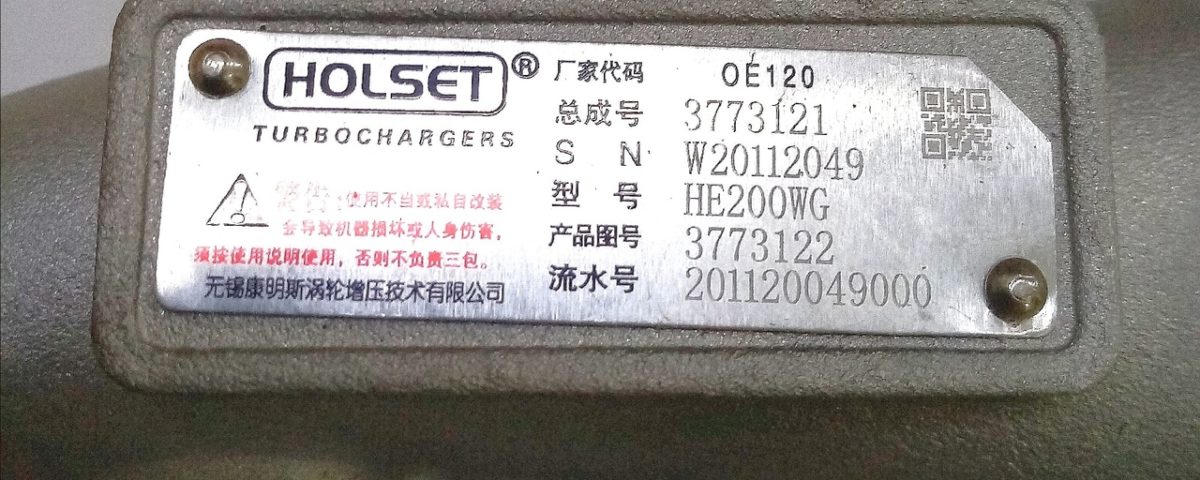 HOLSET®
TURBOCHARGERS
使用不当或私自改装
会导致机器损坏或人身伤害,
须按使用说明使用,否则不负责三包。
无锡康明斯涡轮增压技术有限公司
厂家代码 OE120
总成号 3773121
S N W20112049
型号 HE200WG
产品图号 3773122
流水号 201120049000